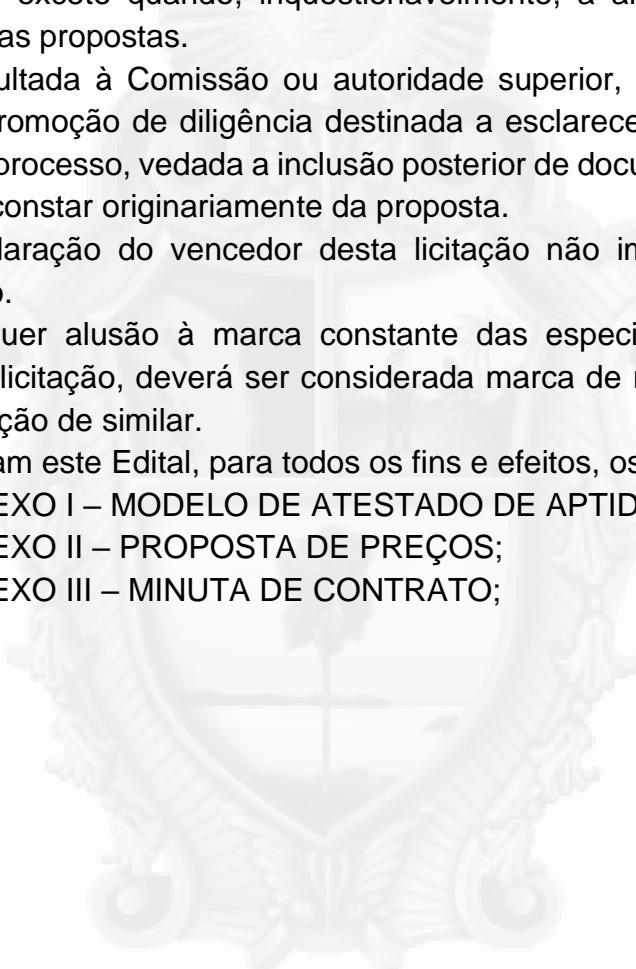 exceto quando, inquestionavelmente, a
as propostas.
ultada à Comissão ou autoridade superior,
romoção de diligência destinada a esclarece
processo, vedada a inclusão posterior de docu
constar originariamente da proposta.
laração do vencedor desta licitação não
o.
uer alusão à marca constante das especi
licitação, deverá ser considerada marca de
ção de similar.
am este Edital, para todos os fins e efeitos, os
EXO I – MODELO DE ATESTADO DE APTID
EXO II – PROPOSTA DE PREÇOS;
EXO III – MINUTA DE CONTRATO;